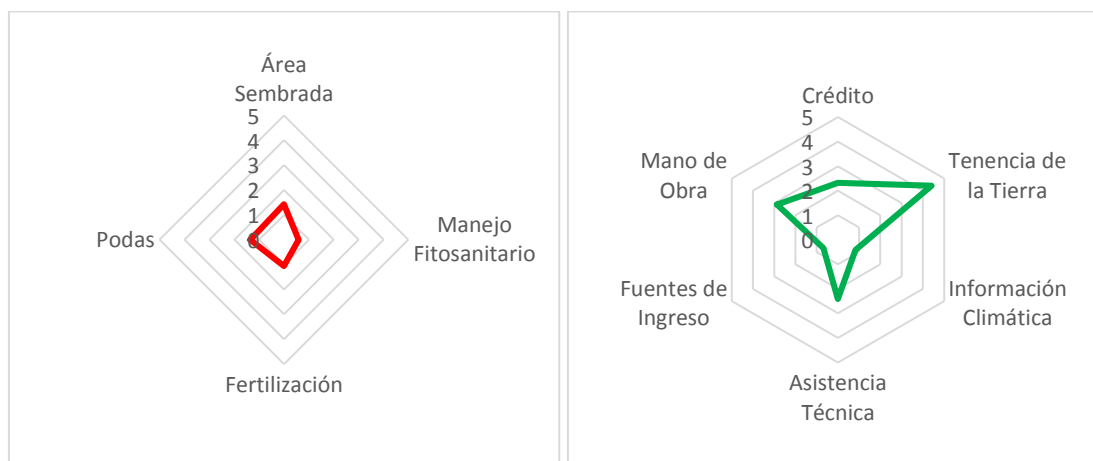 Área
Sembrada
5
4
3
2
1
0
Podas
Manejo
Fitosanitario
Fertilización
Crédito
5
4
3
2
1
0
Mano de
Obra
Tenencia de
la Tierra
Fuentes de
Ingreso
Información
Climática
Asistencia
Técnica